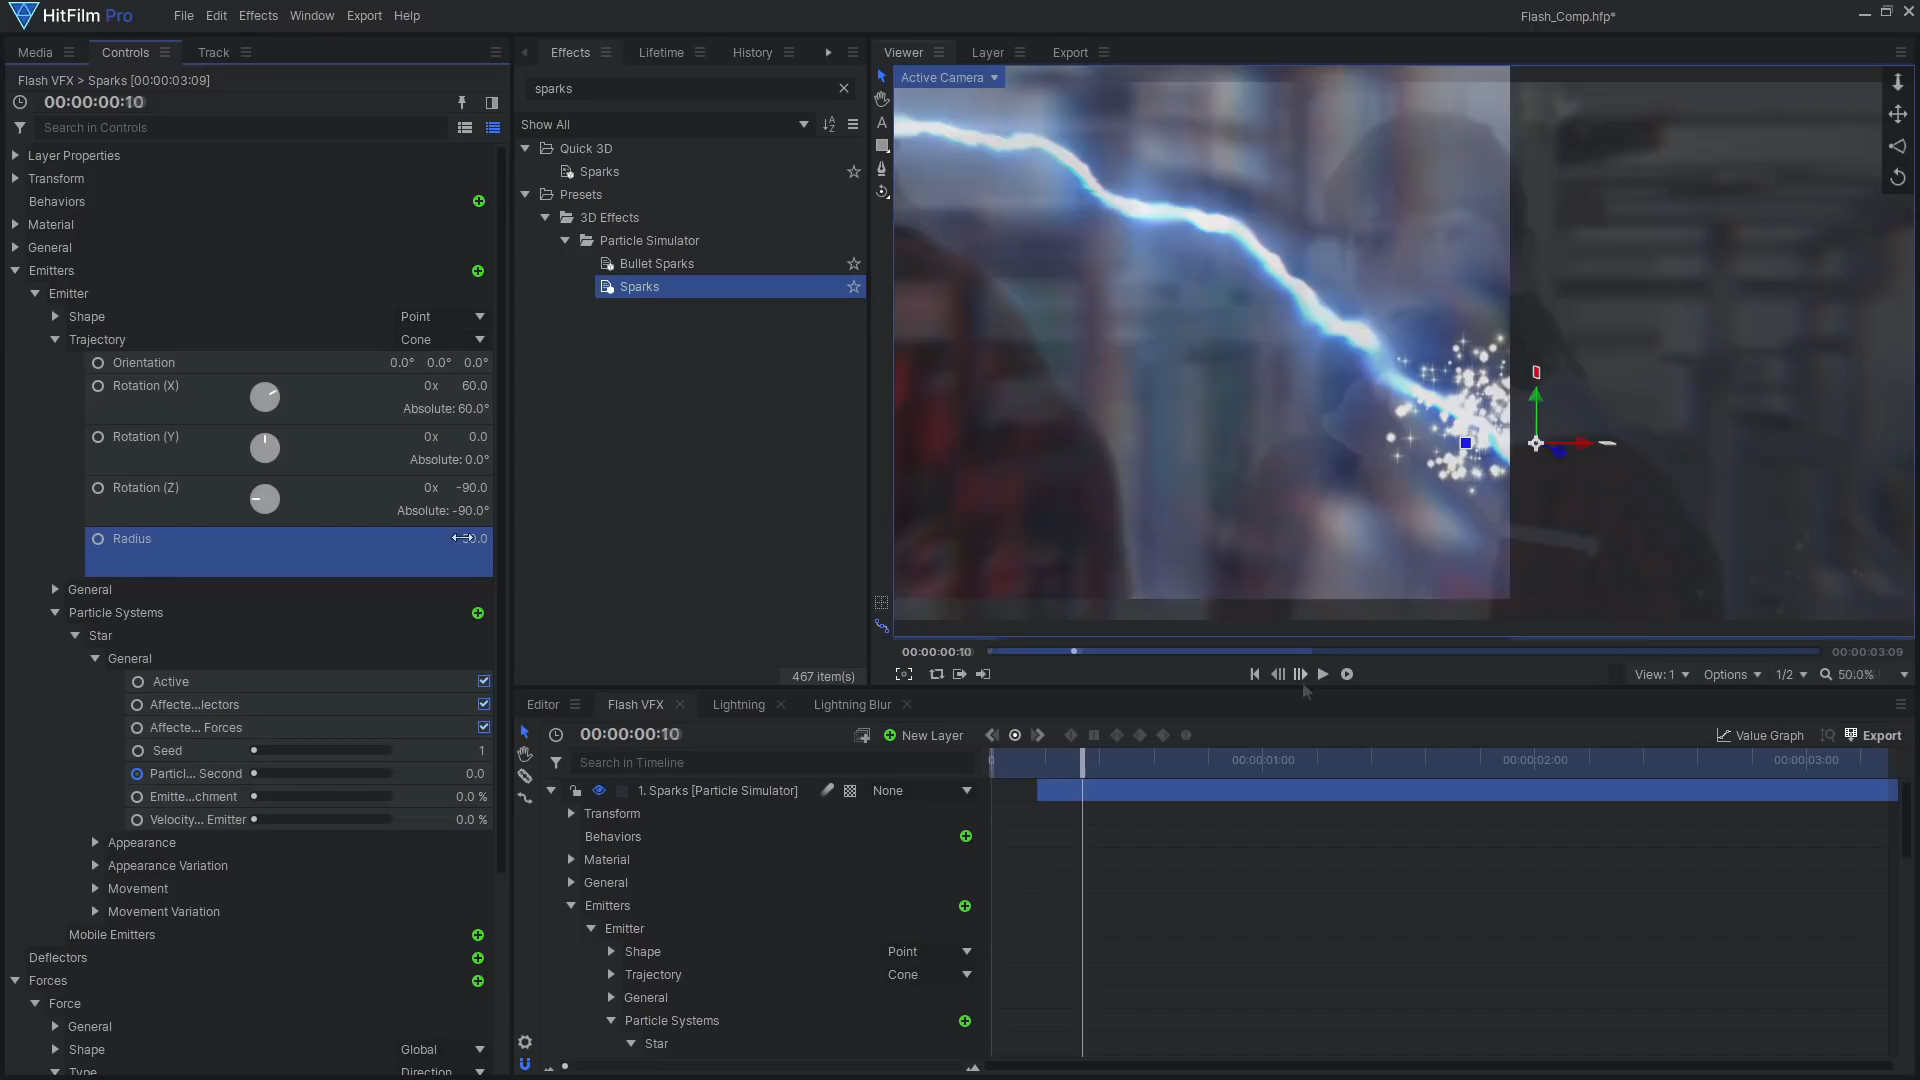 HitFilm Pro
File Edit Effects Window Export Help
Flash_Comp.hfp*
Media Controls Track
Effects Lifetime History
Viewer Layer Export
Flash VFX > Sparks [00:00:03:09]
00:00:00:10
Search in Controls
Layer Properties
Transform
Behaviors
Material
General
Emitters
Emitter
Shape Point
Trajectory Cone
Orientation 0.0° 0.0° 0.0°
Rotation (X) 0x 60.0
Absolute: 60.0°
Rotation (Y) 0x 0.0
Absolute: 0.0°
Rotation (Z) 0x -90.0
Absolute: -90.0°
Radius
General
Particle Systems
Star
General
Active
Affecte...lectors
Affecte... Forces
Seed 1
Particl... Second 0.0
Emitte...chment 0.0 %
Velocity... Emitter 0.0 %
Appearance
Appearance Variation
Movement
Movement Variation
Mobile Emitters
Deflectors
Forces
Force
General
Shape Global
Type Direction
sparks
Show All
Quick 3D
Sparks
Presets
3D Effects
Particle Simulator
Bullet Sparks
Sparks
467 item(s)
Active Camera
00:00:00:10 00:00:03:09
View: 1 Options 1/2 50.0%
Editor Flash VFX Lightning Lightning Blur
00:00:00:10 New Layer Value Graph Export
Search in Timeline
0 00:00:01:00 00:00:02:00 00:00:03:00
1. Sparks [Particle Simulator] None
Transform
Behaviors
Material
General
Emitters
Emitter
Shape Point
Trajectory Cone
General
Particle Systems
Star